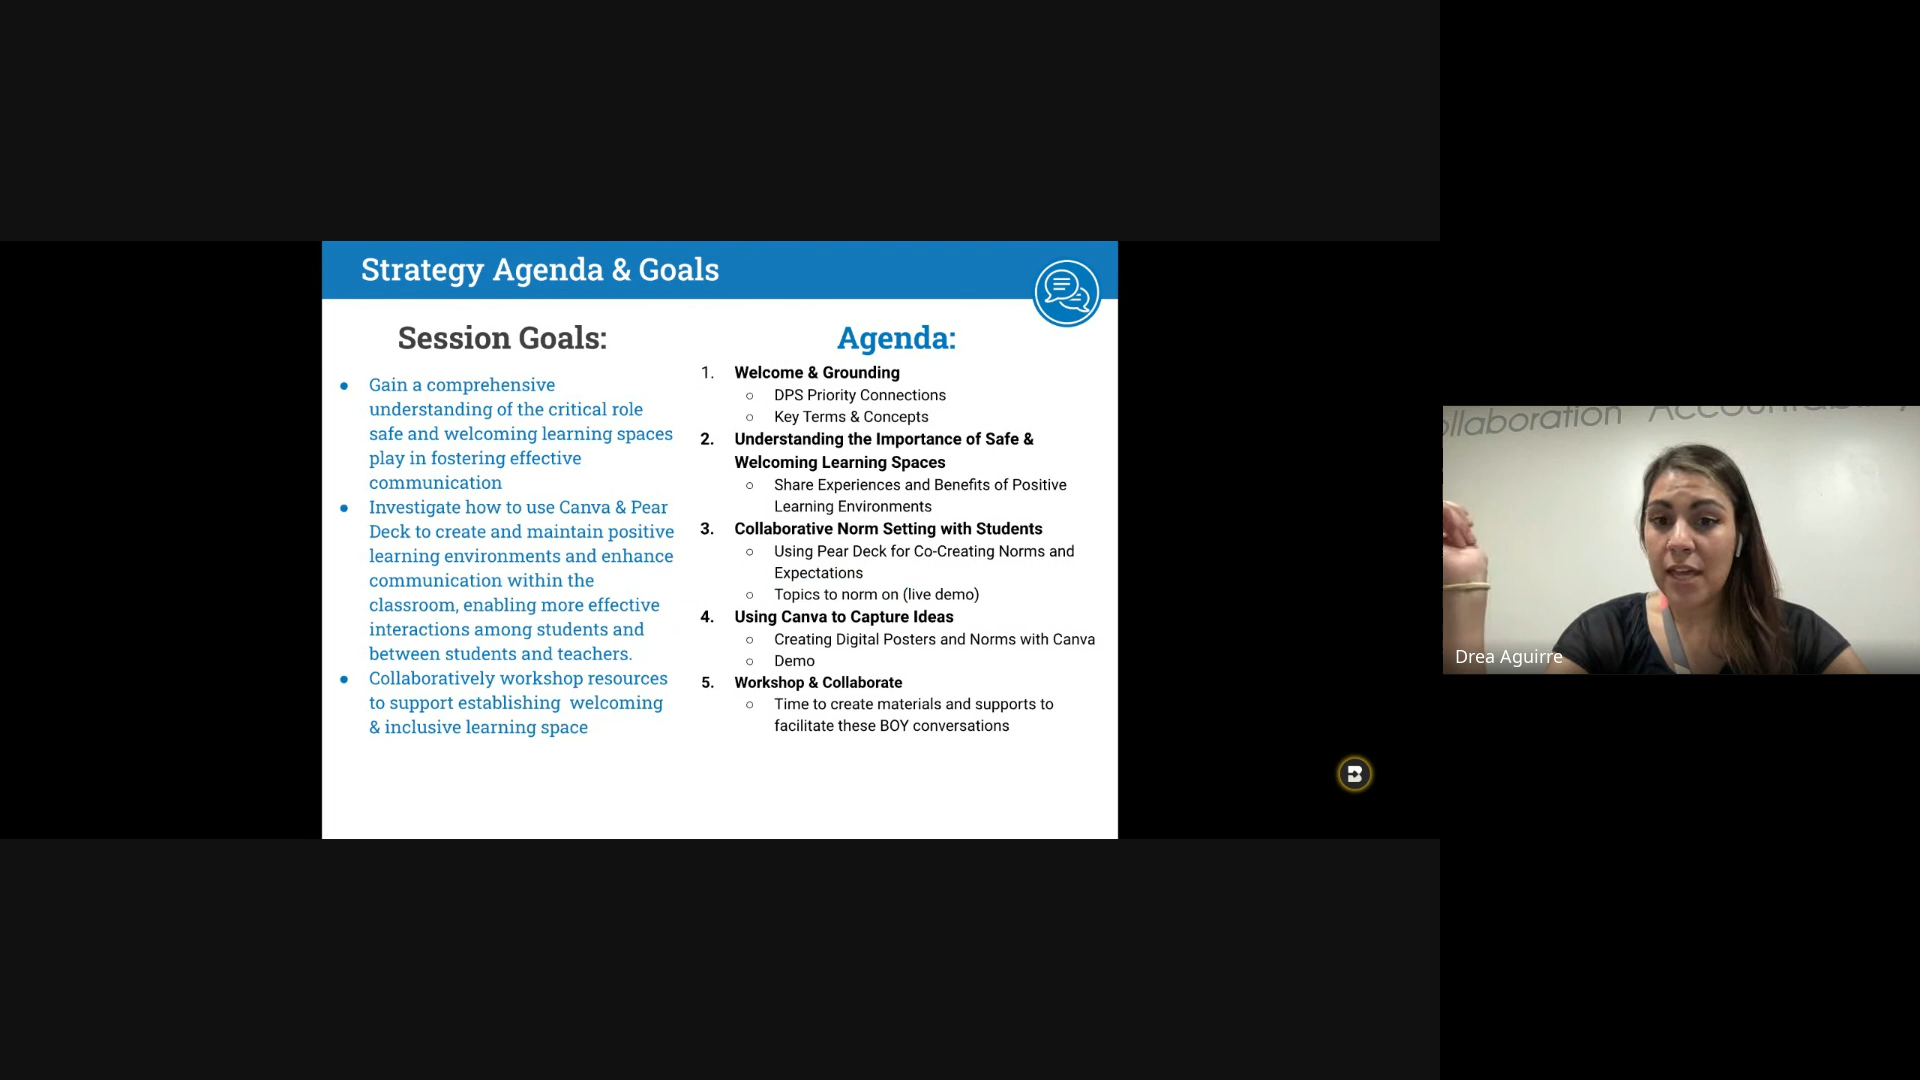 Strategy Agenda & Goals
Session Goals:
● Gain a comprehensive
understanding of the critical role
safe and welcoming learning spaces
play in fostering effective
communication
● Investigate how to use Canva & Pear
Deck to create and maintain positive
learning environments and enhance
communication within the
classroom, enabling more effective
interactions among students and
between students and teachers.
● Collaboratively workshop resources
to support establishing  welcoming
& inclusive learning space
Agenda:
1. Welcome & Grounding
○ DPS Priority Connections
○ Key Terms & Concepts
2. Understanding the Importance of Safe &
Welcoming Learning Spaces
○ Share Experiences and Benefits of Positive
Learning Environments
3. Collaborative Norm Setting with Students
○ Using Pear Deck for Co-Creating Norms and
Expectations
○ Topics to norm on (live demo)
4. Using Canva to Capture Ideas
○ Creating Digital Posters and Norms with Canva
○ Demo
5. Workshop & Collaborate
○ Time to create materials and supports to
facilitate these BOY conversations
ollaboration
Drea Aguirre